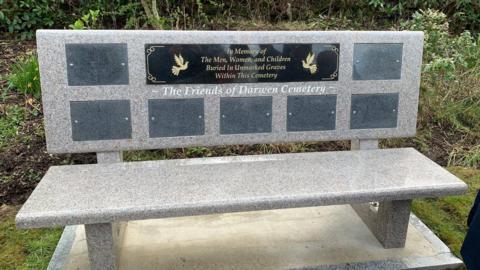 In Memory of
The Men, Women, and Children
Buried In Unmarked Graves
Within This Cemetery
~ The Friends of Darwen Cemetery ~